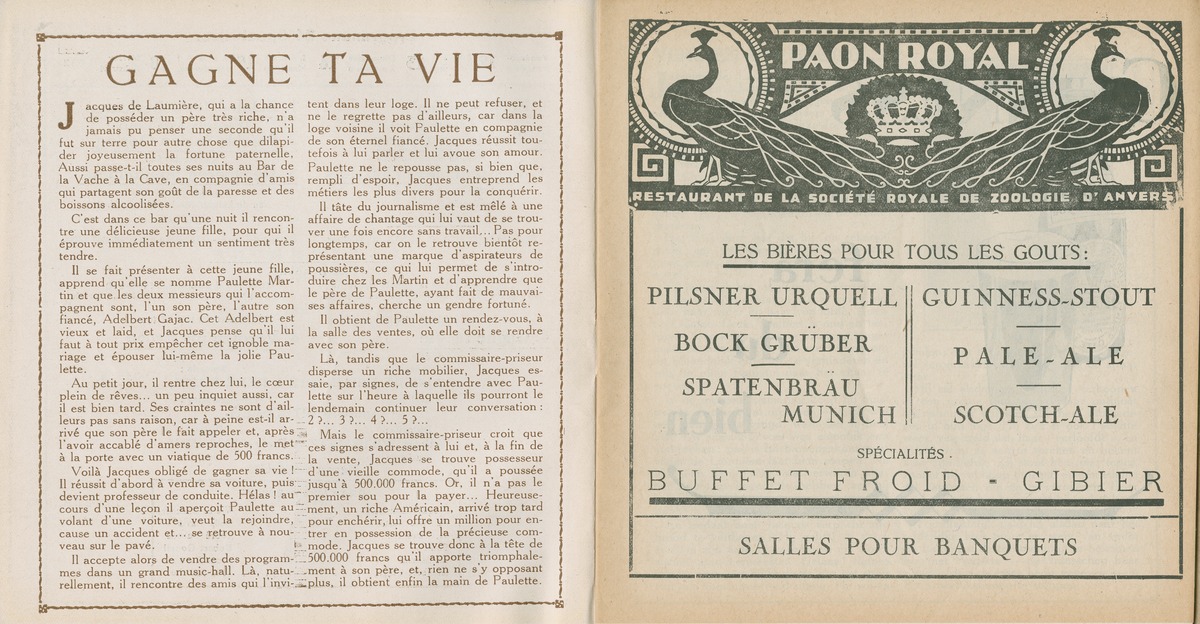 GAGNE TA VIE
Jacques de Laumière, qui a la chance
de posséder un père très riche, n'a
jamais pu penser une seconde qu'il
fut sur terre pour autre chose que dilapi-
der joyeusement la fortune paternelle,
Aussi passe-t-il toutes ses nuits au Bar de
la Vache à la Cave, en compagnie d'amis
qui partagent son goût de la paresse et des
boissons alcoolisées.
C'est dans ce bar qu'une nuit il rencon-
tre une délicieuse jeune fille, pour qui il
éprouve immédiatement un sentiment très
tendre.
Il se fait présenter à cette jeune fille,
apprend qu'elle se nomme Paulette Mar-
tin et que les deux messieurs qui l'accom-
pagnent sont, l'un son père, l'autre son
fiancé, Adelbert Gajac. Cet Adelbert est
vieux et laid, et Jacques pense qu'il lui
faut à tout prix empêcher cet ignoble ma-
riage et épouser lui-même la jolie Pau-
lette.
Au petit jour, il rentre chez lui, le cœur
plein de rêves... un peu inquiet aussi, car
il est bien tard. Ses craintes ne sont d'ail-
leurs pas sans raison, car à peine est-il ar-
rivé que son père le fait appeler et, après
l'avoir accablé d'amers reproches, le met
à la porte avec un viatique de 500 francs.
Voilà Jacques obligé de gagner sa vie !
Il réussit d'abord à vendre sa voiture, puis
devient professeur de conduite. Hélas ! au
cours d'une leçon il aperçoit Paulette au
volant d'une voiture, veut la rejoindre,
cause un accident et... se retrouve à nou-
veau sur le pavé.
Il accepte alors de vendre des program-
mes dans un grand music-hall. Là, natu-
rellement, il rencontre des amis qui l'invi-
tent dans leur loge. Il ne peut refuser, et
ne le regrette pas d'ailleurs, car dans la
loge voisine il voit Paulette en compagnie
de son éternel fiancé. Jacques réussit tou-
tefois à lui parler et lui avoue son amour.
Paulette ne le repousse pas, si bien que,
rempli d'espoir, Jacques entreprend les
métiers les plus divers pour la conquérir.
Il tâte du journalisme et est mêlé à une
affaire de chantage qui lui vaut de se trou-
ver une fois encore sans travail... Pas pour
longtemps, car on le retrouve bientôt re-
présentant une marque d'aspirateurs de
poussières, ce qui lui permet de s'intro-
duire chez les Martin et d'apprendre que
le père de Paulette, ayant fait de mauvai-
ses affaires, cherche un gendre fortuné.
Il obtient de Paulette un rendez-vous, à
la salle des ventes, où elle doit se rendre
avec son père.
Là, tandis que le commissaire-priseur
disperse un riche mobilier, Jacques es-
saie, par signes, de s'entendre avec Pau-
lette sur l'heure à laquelle ils pourront le
lendemain continuer leur conversation :
2 ?... 3 ?... 4 ?... 5 ?...
Mais le commissaire-priseur croit que
ces signes s'adressent à lui et, à la fin de
la vente, Jacques se trouve possesseur
d'une vieille commode, qu'il a poussée
jusqu'à 500.000 francs. Or, il n'a pas le
premier sou pour la payer... Heureuse-
ment, un riche Américain, arrivé trop tard
pour enchérir, lui offre un million pour en-
trer en possession de la précieuse com-
mode. Jacques se trouve donc à la tête de
500.000 francs qu'il apporte triomphale-
ment à son père, et, rien ne s'y opposant
plus, il obtient enfin la main de Paulette.
PAON ROYAL
RESTAURANT DE LA SOCIÉTÉ ROYALE DE ZOOLOGIE D'ANVERS
LES BIÈRES POUR TOUS LES GOUTS:
PILSNER URQUELL
BOCK GRÜBER
SPATENBRÄU
MUNICH
GUINNESS-STOUT
PALE-ALE
SCOTCH-ALE
SPÉCIALITÉS.
BUFFET FROID - GIBIER
SALLES POUR BANQUETS